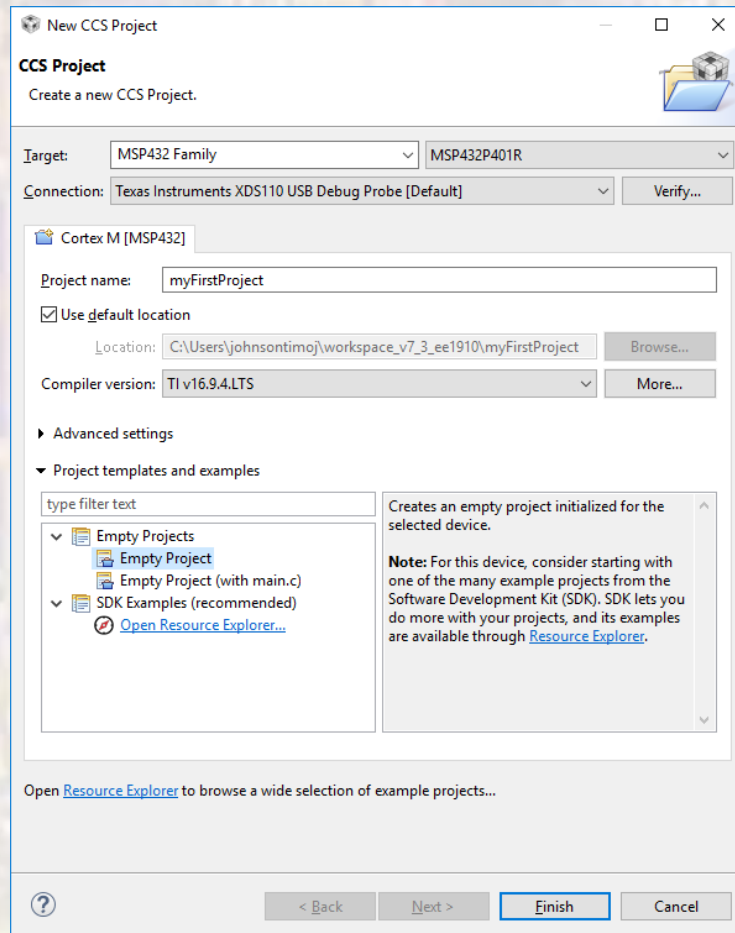 New CCS Project
CCS Project
Create a new CCS Project.
Target: MSP432 Family MSP432P401R
Connection: Texas Instruments XDS110 USB Debug Probe [Default] Verify...
Cortex M [MSP432]
Project name: myFirstProject
Use default location
Location: C:\Users\johnsontimoj\workspace_v7_3_ee1910\myFirstProject Browse...
Compiler version: TI v16.9.4.LTS More...
Advanced settings
Project templates and examples
type filter text
Empty Projects
Empty Project
Empty Project (with main.c)
SDK Examples (recommended)
Open Resource Explorer...
Creates an empty project initialized for the
selected device.
Note: For this device, consider starting with
one of the many example projects from the
Software Development Kit (SDK). SDK lets you
do more with your projects, and its examples
are available through Resource Explorer.
Open Resource Explorer to browse a wide selection of example projects...
? < Back Next > Finish Cancel